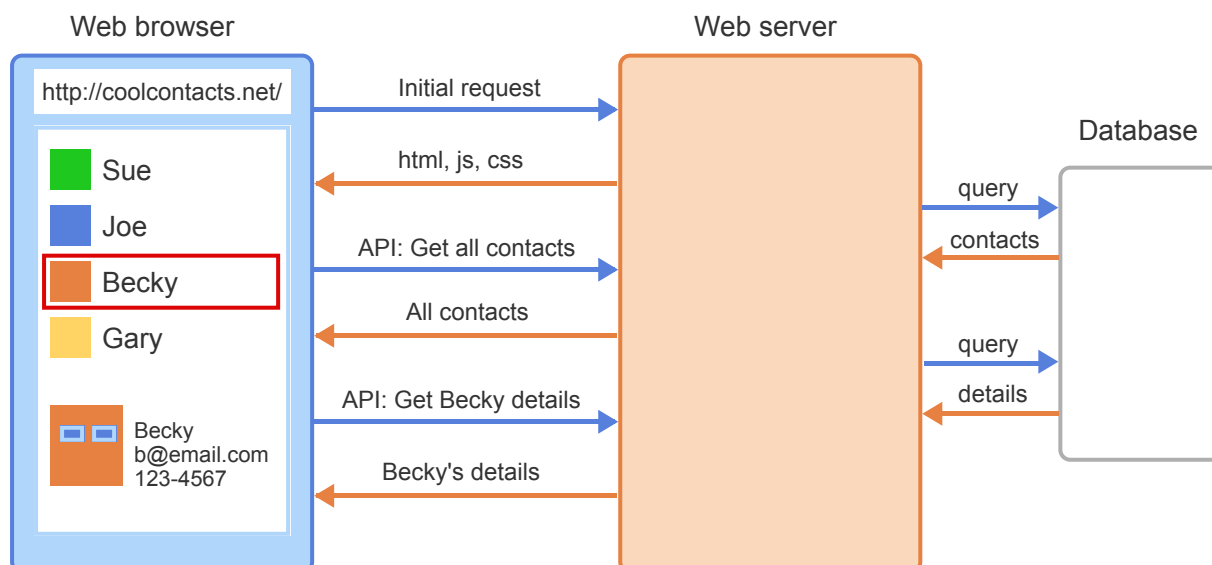 Web browser
Web server
Database
http://coolcontacts.net/
Sue
Joe
Becky
Gary
Becky
b@email.com
123-4567
Initial request
html, js, css
API: Get all contacts
All contacts
API: Get Becky details
Becky's details
query
contacts
query
details